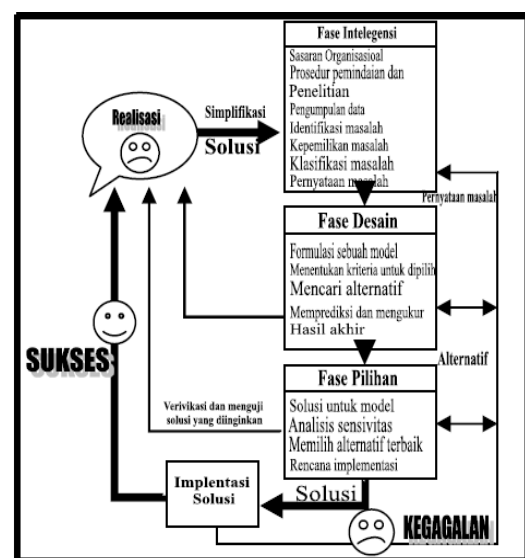 Fase Intelegensi
Sasaran Organisasioal
Prosedur pemindaian dan
Penelitian
Pengumpulan data
Identifikasi masalah
Kepemilikan masalah
Klasifikasi masalah
Pernyataan masalah
Realisasi
Simplifikasi
Solusi
Pernyataan masalah
Fase Desain
Formulasi sebuah model
Menentukan kriteria untuk dipilih
Mencari alternatif
Memprediksi dan mengukur
Hasil akhir
SUKSES
Alternatif
Fase Pilihan
Solusi untuk model
Analisis sensivitas
Memilih alternatif terbaik
Rencana implementasi
Verivikasi dan menguji
solusi yang diinginkan
Implentasi
Solusi
Solusi
KEGAGALAN